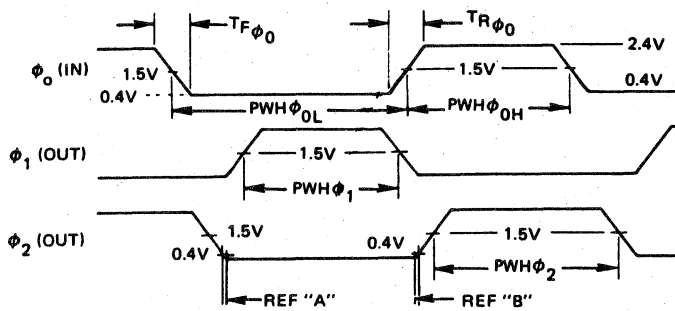 TFϕ0
TRϕ0
2.4V
ϕo (IN)
1.5V
1.5V
0.4V
0.4V
PWHϕ0L
PWHϕ0H
ϕ1 (OUT)
1.5V
PWHϕ1
ϕ2 (OUT)
1.5V
1.5V
0.4V
0.4V
PWHϕ2
REF "A"
REF "B"